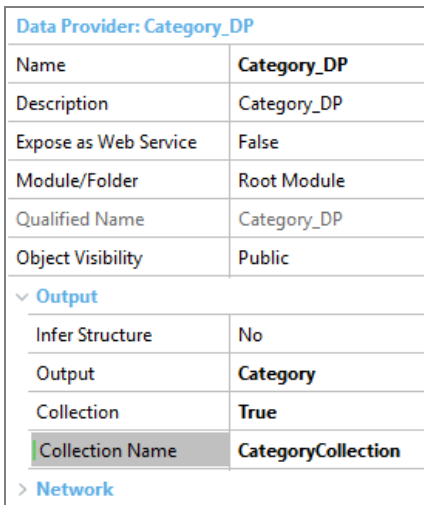 Data Provider: Category_DP
Name Category_DP
Description Category_DP
Expose as Web Service False
Module/Folder Root Module
Qualified Name Category_DP
Object Visibility Public
Output
Infer Structure No
Output Category
Collection True
Collection Name CategoryCollection
Network